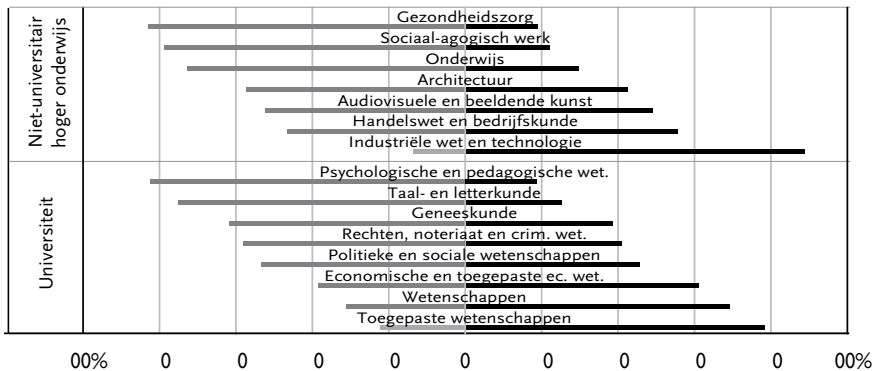 Niet-universitair
hoger onderwijs
Gezondheidszorg
Sociaal-agogisch werk
Onderwijs
Architectuur
Audiovisuele en beeldende kunst
Handelswet en bedrijfskunde
Industriële wet en technologie
Universiteit
Psychologische en pedagogische wet.
Taal- en letterkunde
Geneeskunde
Rechten, noteriaat en crim. wet.
Politieke en sociale wetenschappen
Economische en toegepaste ec. wet.
Wetenschappen
Toegepaste wetenschappen
00% 0 0 0 0 0 0 0 0 0 00%